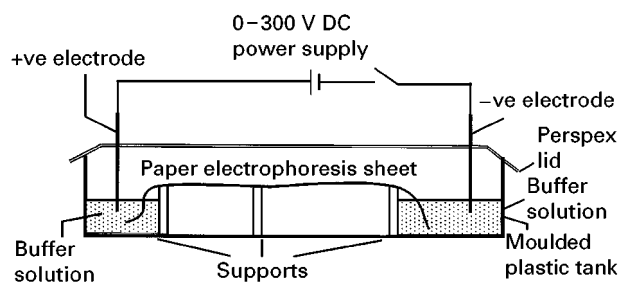 0–300 V DC
power supply
+ve electrode
–ve electrode
Perspex
lid
Paper electrophoresis sheet
Buffer
solution
Buffer
solution
Supports
Moulded
plastic tank